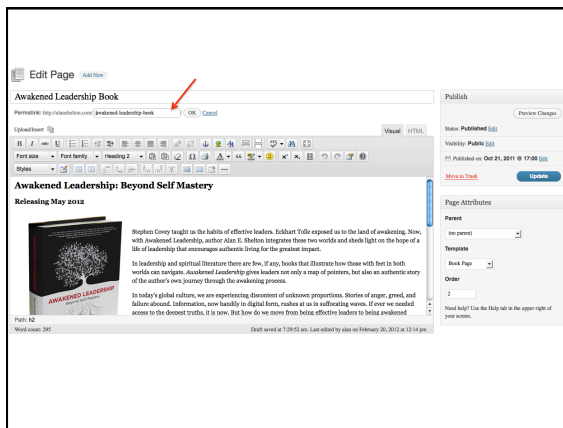 Edit Page Add New
Awakened Leadership Book
Permalink: http://alanshelton.com/ awakened-leadership-book / OK Cancel
Upload/Insert
Visual HTML
Font size Font family Heading 2
Styles
Awakened Leadership: Beyond Self Mastery
Releasing May 2012
AWAKENED LEADERSHIP
Beyond Self Mastery
Stephen Covey taught us the habits of effective leaders. Eckhart Tolle exposed us to the land of awakening. Now,
with Awakened Leadership, author Alan E. Shelton integrates these two worlds and sheds light on the hope of a
life of leadership that encourages authentic living for the greatest impact.
In leadership and spiritual literature there are few, if any, books that illustrate how those with feet in both
worlds can navigate. Awakened Leadership gives leaders not only a map of pointers, but also an authentic story
of the author's own journey through the awakening process.
In today's global culture, we are experiencing discontent of unknown proportions. Stories of anger, greed, and
failure abound. Information, now handily in digital form, rushes at us in suffocating waves. If ever we needed
access to the deepest truths, it is now. But how do we move from being effective leaders to being awakened
Path: h2
Word count: 295
Draft saved at 7:29:52 am. Last edited by alan on February 20, 2012 at 12:14 pm
Publish
Preview Changes
Status: Published Edit
Visibility: Public Edit
Published on: Oct 21, 2011 @ 17:00 Edit
Move to Trash Update
Page Attributes
Parent
(no parent)
Template
Book Page
Order
2
Need help? Use the Help tab in the upper right of
your screen.